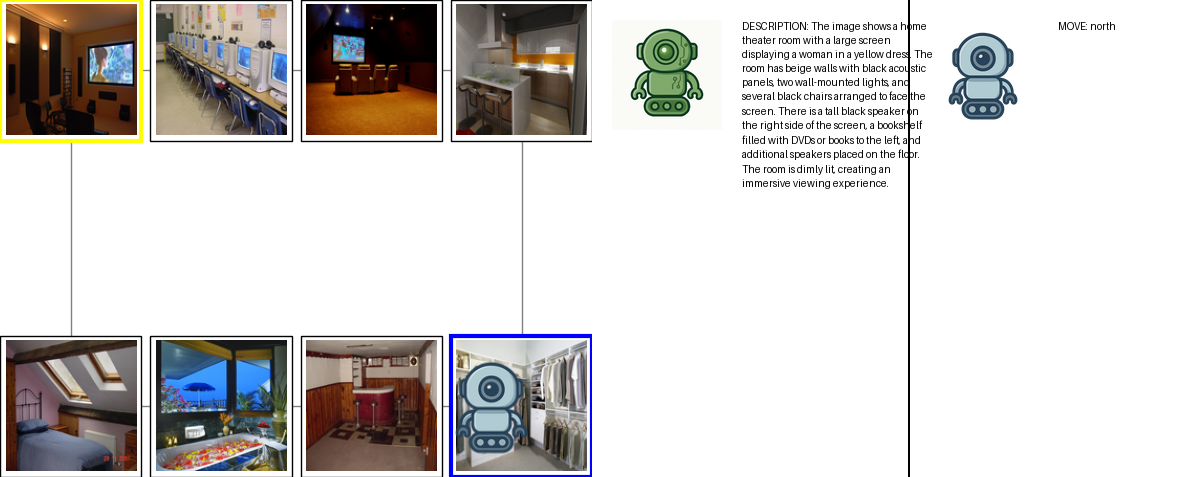 DESCRIPTION: The image shows a home
theater room with a large screen
displaying a woman in a yellow dress. The
room has beige walls with black acoustic
panels, two wall-mounted lights, and
several black chairs arranged to face the
screen. There is a tall black speaker on
the right side of the screen, a bookshelf
filled with DVDs or books to the left, and
additional speakers placed on the floor.
The room is dimly lit, creating an
immersive viewing experience.
MOVE: north